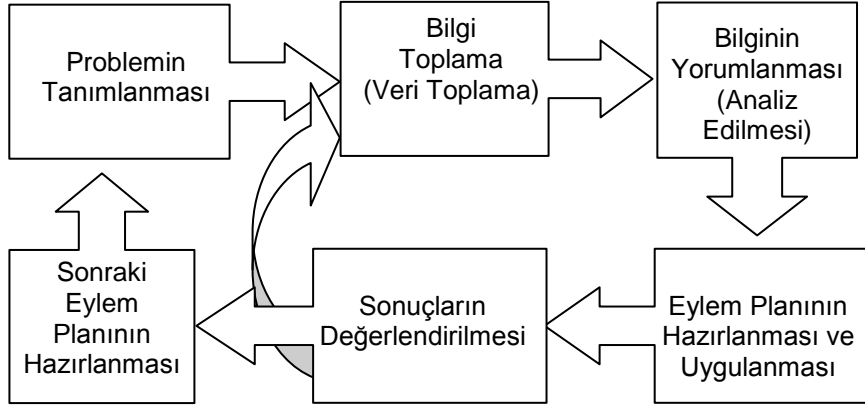 Problemin
Tanımlanması
Bilgi
Toplama
(Veri Toplama)
Bilginin
Yorumlanması
(Analiz
Edilmesi)
Sonraki
Eylem
Planının
Hazırlanması
Sonuçların
Değerlendirilmesi
Eylem Planının
Hazırlanması ve
Uygulanması